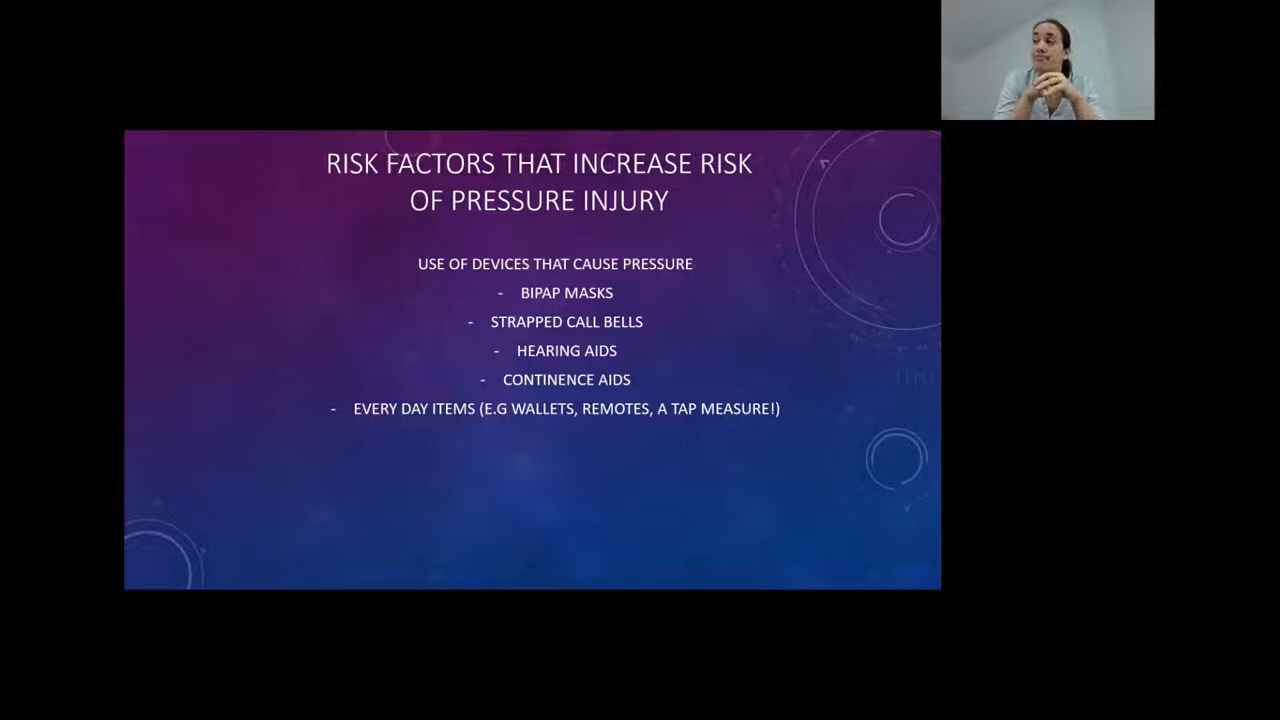 RISK FACTORS THAT INCREASE RISK
OF PRESSURE INJURY
USE OF DEVICES THAT CAUSE PRESSURE
- BIPAP MASKS
- STRAPPED CALL BELLS
- HEARING AIDS
- CONTINENCE AIDS
- EVERY DAY ITEMS (E.G WALLETS, REMOTES, A TAP MEASURE!)